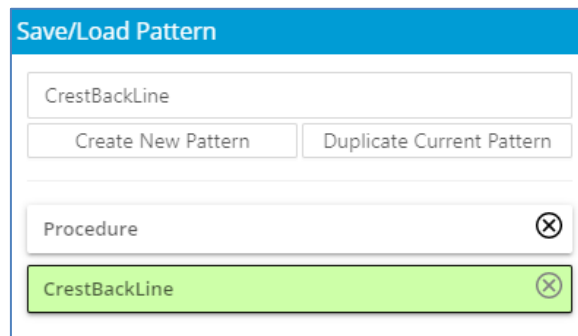 Save/Load Pattern
CrestBackLine
Create New Pattern Duplicate Current Pattern
Procedure
CrestBackLine